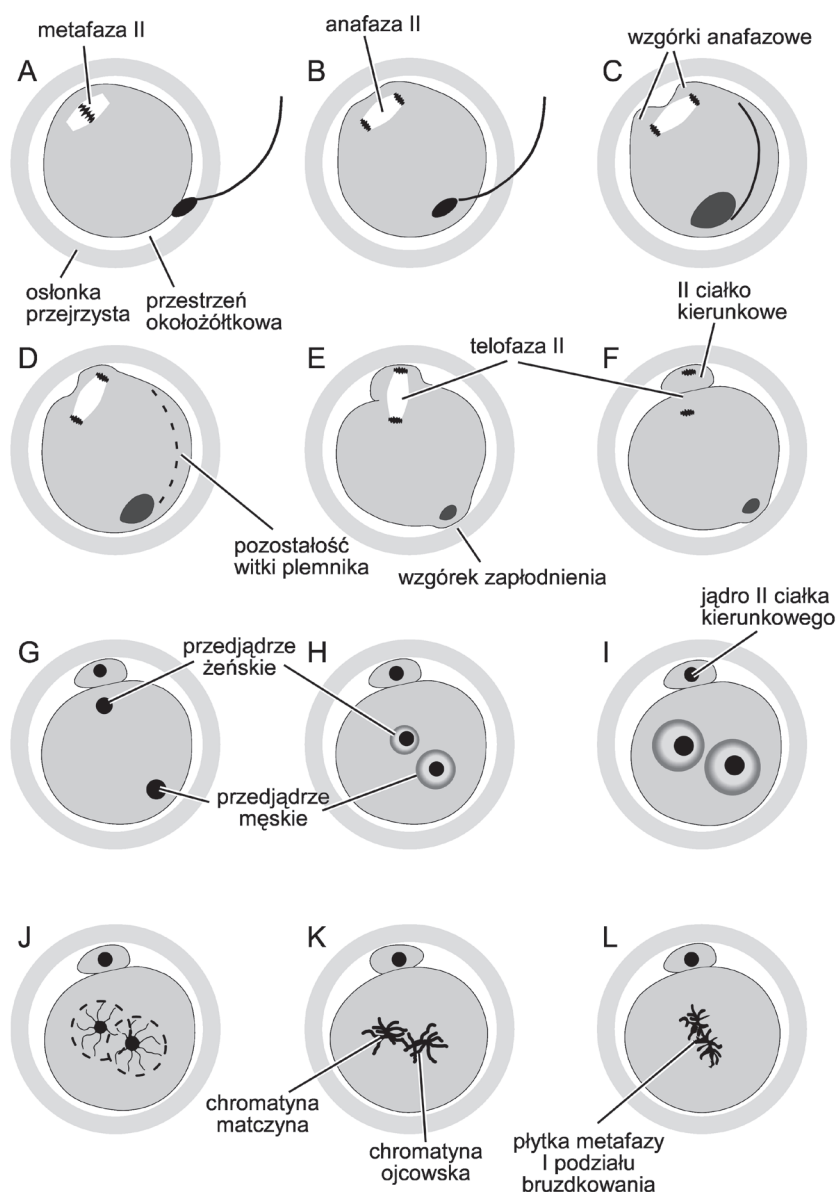 metafaza II
anafaza II
wzgórki anafazowe
A
B
C
osłonka
przejrzysta
przestrzeń
okołożółtkowa
II ciałko
kierunkowe
D
E
telofaza II
F
pozostałość
witki plemnika
wzgórek zapłodnienia
jądro II ciałka
kierunkowego
G
przedjądrze
żeńskie
H
I
przedjądrze
męskie
J
K
L
chromatyna
matczyna
chromatyna
ojcowska
płytka metafazy
I podziału
bruzdkowania